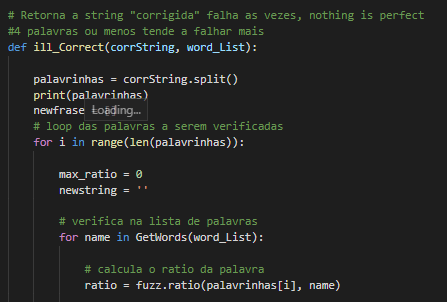 # Retorna a string "corrigida" falha as vezes, nothing is perfect
#4 palavras ou menos tende a falhar mais
def ill_Correct(corrString, word_List):
palavrinhas = corrString.split()
print(palavrinhas)
newfrase Loading...
# loop das palavras a serem verificadas
for i in range(len(palavrinhas)):
max_ratio = 0
newstring = ''
# verifica na lista de palavras
for name in GetWords(word_List):
# calcula o ratio da palavra
ratio = fuzz.ratio(palavrinhas[i], name)